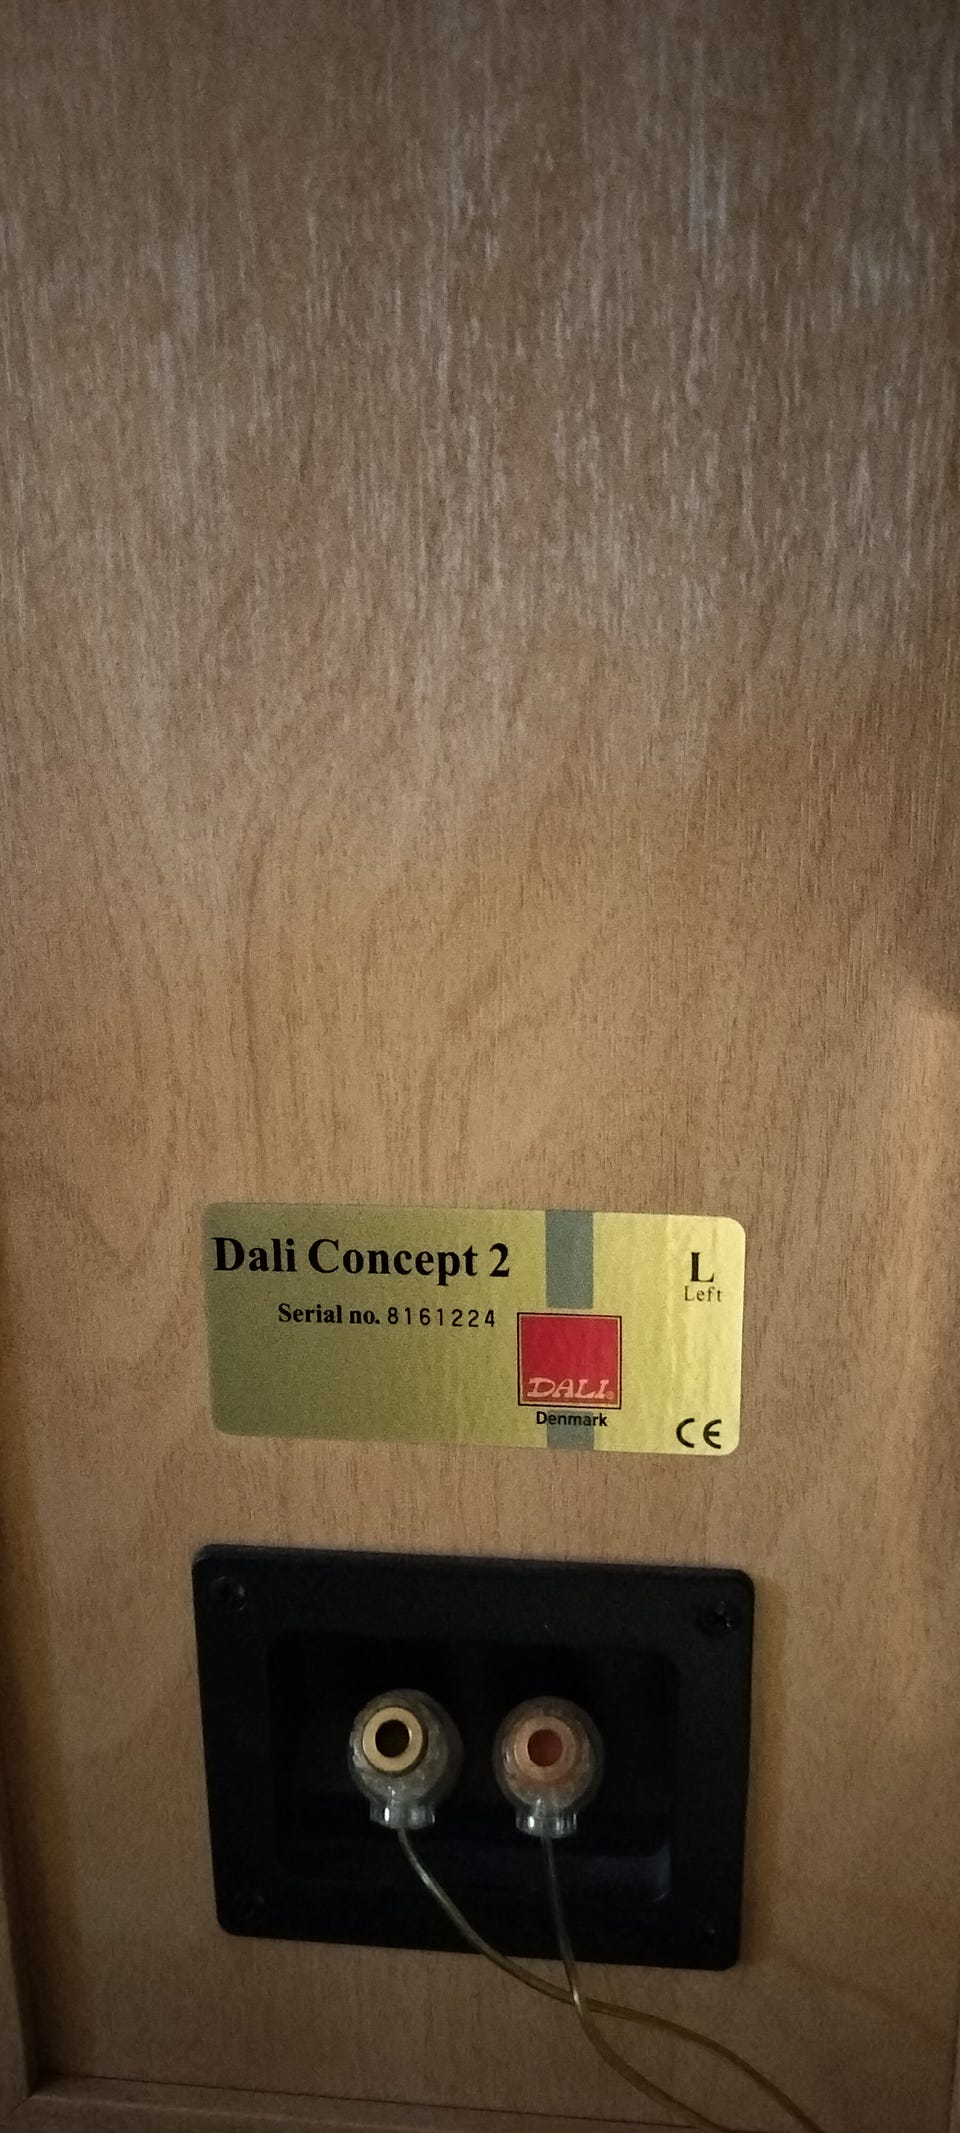 Dali Concept 2
L
Left
Serial no. 8161224
DALI®
Denmark
CE